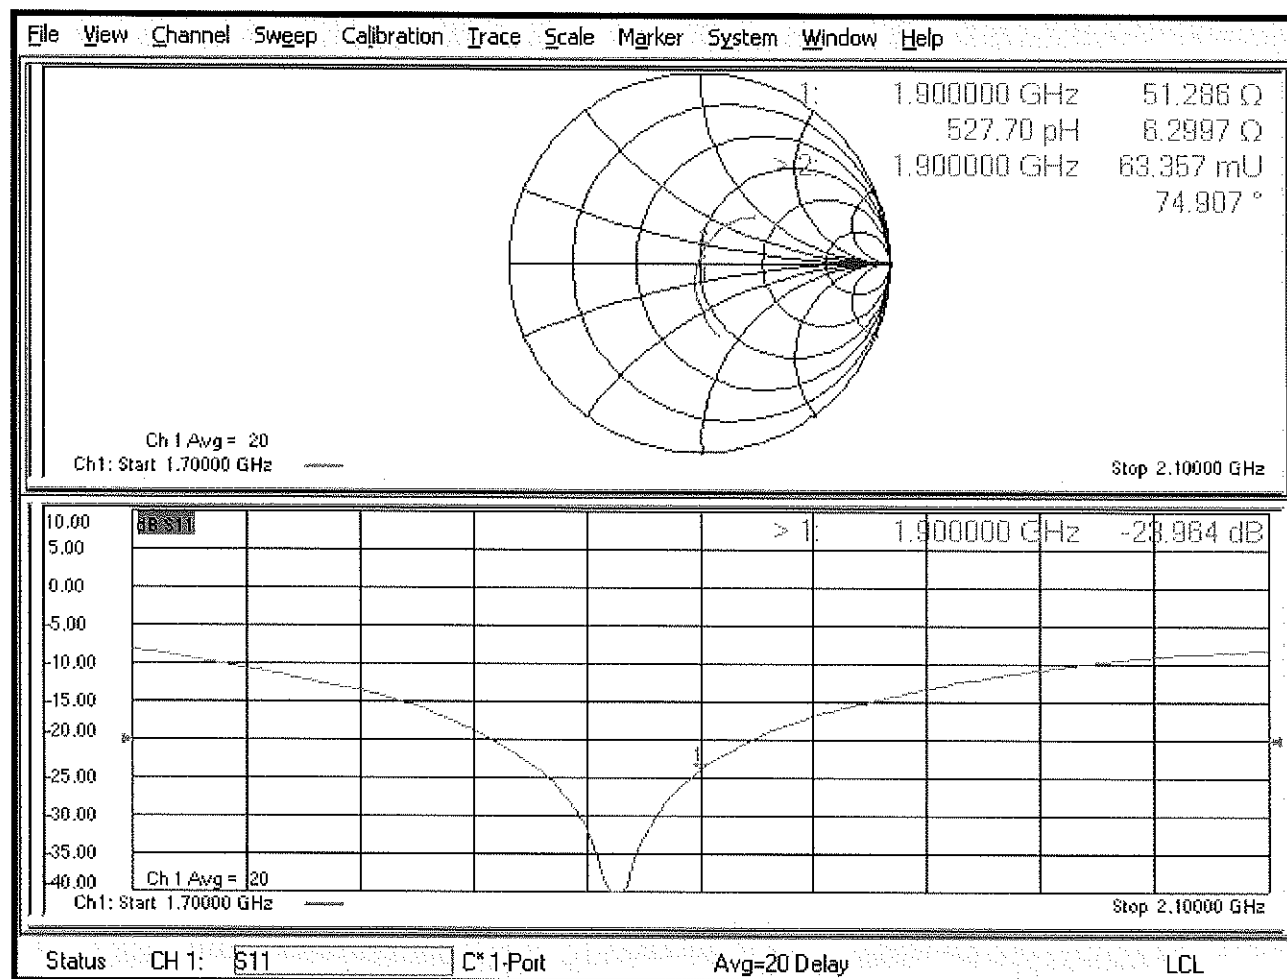 File View Channel Sweep Calibration Trace Scale Marker System Window Help
1: 1.900000 GHz 51.286 Ω
527.70 pH 6.2997 Ω
> 2: 1.900000 GHz 63.357 mU
74.907 °
Ch 1 Avg = 20
Ch1: Start 1.70000 GHz Stop 2.10000 GHz
10.00 dB S11 > 1: 1.900000 GHz -23.964 dB
5.00
0.00
-5.00
-10.00
-15.00
-20.00
1
-25.00
-30.00
-35.00
-40.00 Ch 1 Avg = 20
Ch1: Start 1.70000 GHz Stop 2.10000 GHz
Status CH 1: S11 C* 1-Port Avg=20 Delay LCL